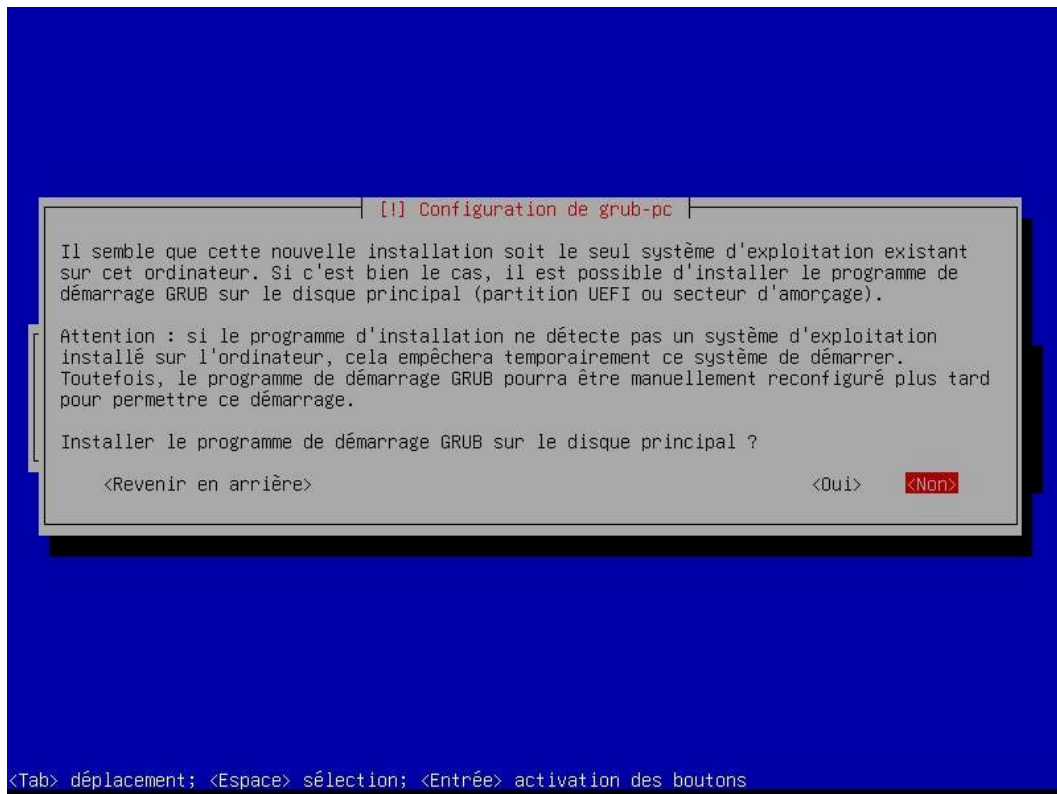 [!] Configuration de grub-pc
Il semble que cette nouvelle installation soit le seul système d'exploitation existant
sur cet ordinateur. Si c'est bien le cas, il est possible d'installer le programme de
démarrage GRUB sur le disque principal (partition UEFI ou secteur d'amorçage).
Attention : si le programme d'installation ne détecte pas un système d'exploitation
installé sur l'ordinateur, cela empêchera temporairement ce système de démarrer.
Toutefois, le programme de démarrage GRUB pourra être manuellement reconfiguré plus tard
pour permettre ce démarrage.
Installer le programme de démarrage GRUB sur le disque principal ?
<Revenir en arrière> <Oui> <Non>
<Tab> déplacement; <Espace> sélection; <Entrée> activation des boutons